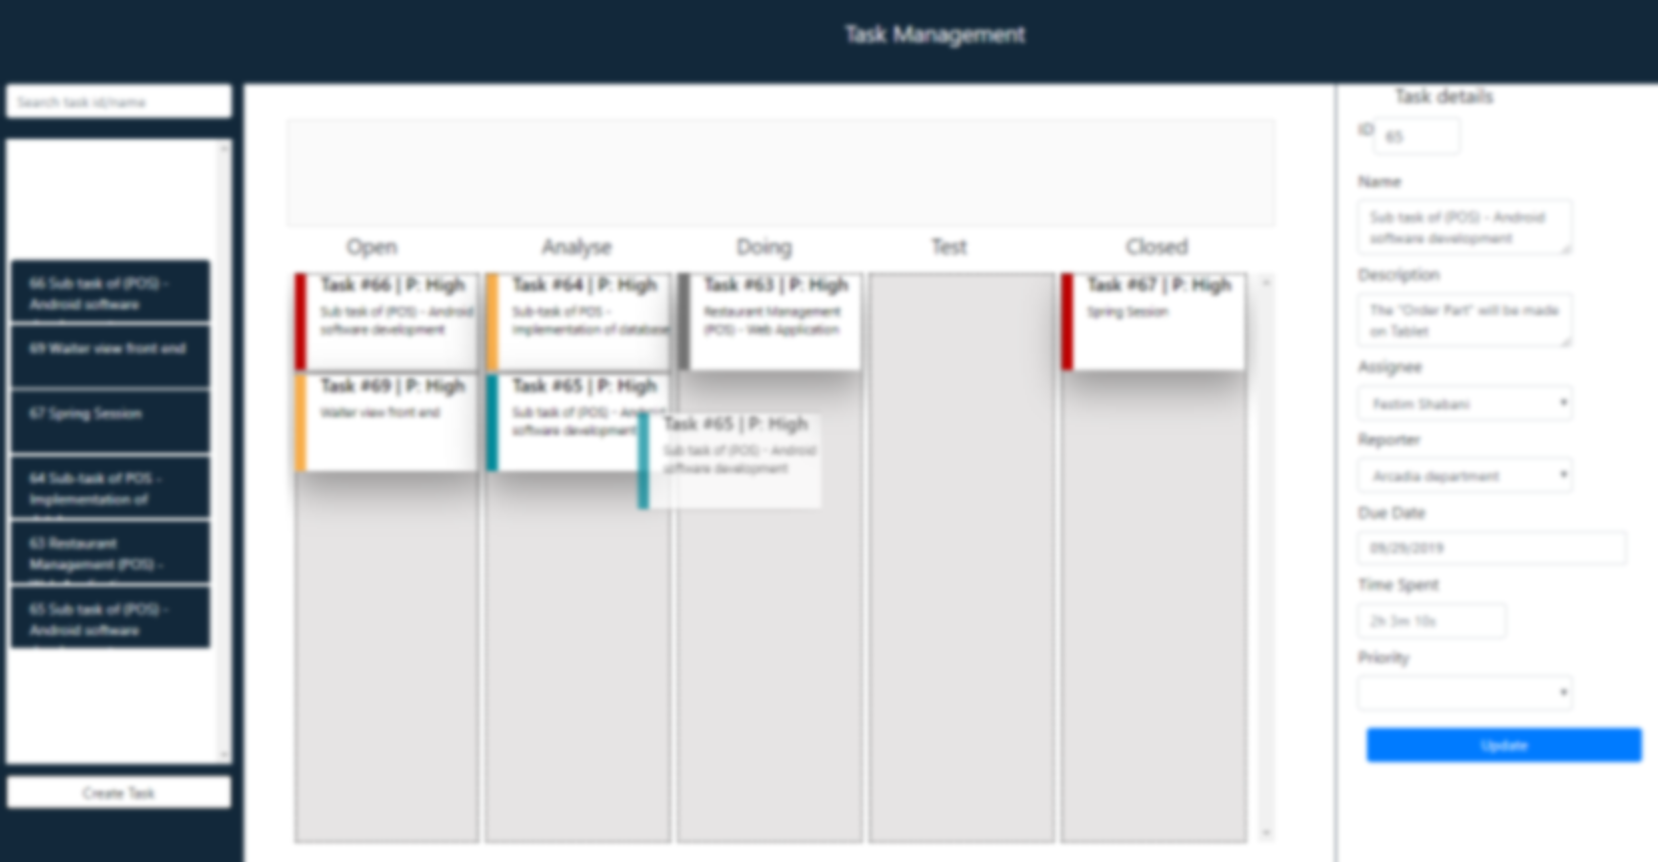 Task Management
Search task id/name
66 Sub task of (POS) -
Android software
69 Waiter view front end
67 Spring Session
64 Sub-task of POS -
Implementation of
63 Restaurant
Management (POS) -
65 Sub task of (POS) -
Android software
Create Task
Open
Analyse
Doing
Test
Closed
Task #66 | P: High
Sub task of (POS) - Android
software development
Task #69 | P: High
Waiter view front end
Task #64 | P: High
Sub-task of POS -
Implementation of database
Task #65 | P: High
Sub task of (POS) - Android
software development
Task #63 | P: High
Restaurant Management
(POS) - Web Application
Task #65 | P: High
Sub task of (POS) - Android
software development
Task #67 | P: High
Spring Session
Task details
ID
65
Name
Sub task of (POS) - Android
software development
Description
The "Order Part" will be made
on Tablet
Assignee
Festim Shabani
Reporter
Arcadia department
Due Date
09/29/2019
Time Spent
2h 3m 10s
Priority
Update